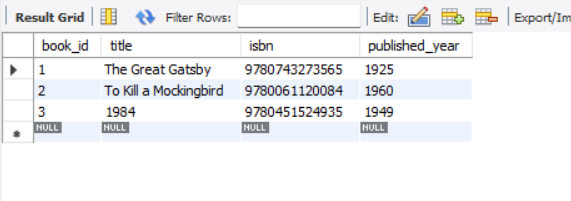 Result Grid Filter Rows: Edit: Export/Im
book_id title isbn published_year
1 The Great Gatsby 9780743273565 1925
2 To Kill a Mockingbird 9780061120084 1960
3 1984 9780451524935 1949
NULL NULL NULL NULL